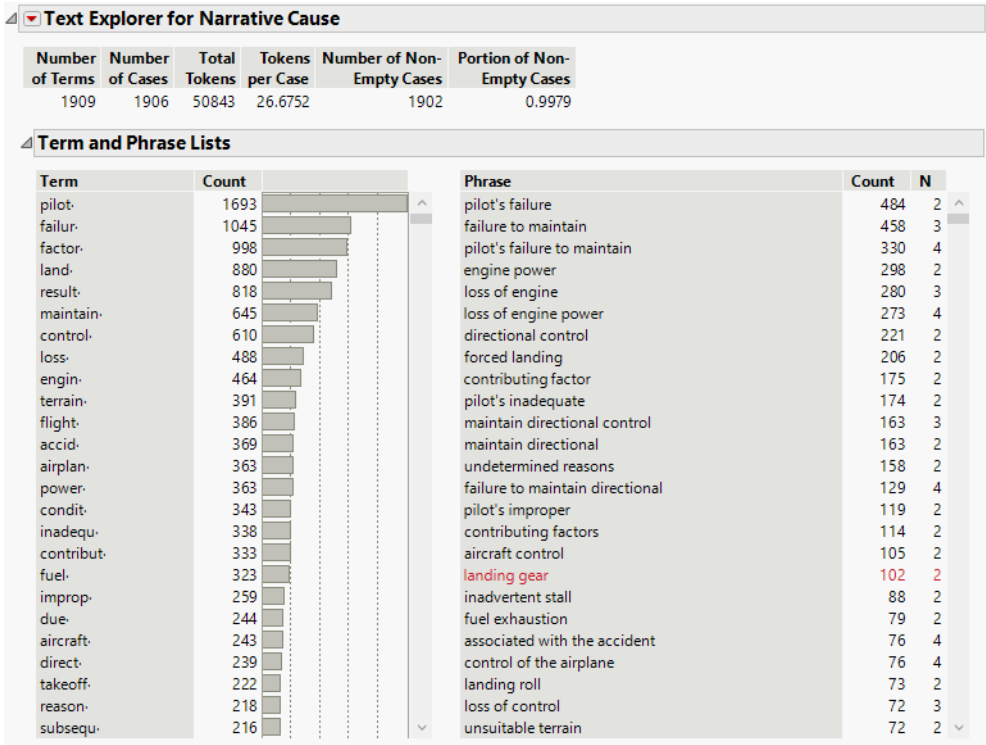 Text Explorer for Narrative Cause
Number of Terms Number of Cases Total Tokens Tokens per Case Number of Non-Empty Cases Portion of Non-Empty Cases
1909 1906 50843 26.6752 1902 0.9979
Term and Phrase Lists
Term Count Phrase Count N
pilot· 1693 pilot's failure 484 2
failur· 1045 failure to maintain 458 3
factor· 998 pilot's failure to maintain 330 4
land· 880 engine power 298 2
result· 818 loss of engine 280 3
maintain· 645 loss of engine power 273 4
control· 610 directional control 221 2
loss· 488 forced landing 206 2
engin· 464 contributing factor 175 2
terrain· 391 pilot's inadequate 174 2
flight· 386 maintain directional control 163 3
accid· 369 maintain directional 163 2
airplan· 363 undetermined reasons 158 2
power· 363 failure to maintain directional 129 4
condit· 343 pilot's improper 119 2
inadequ· 338 contributing factors 114 2
contribut· 333 aircraft control 105 2
fuel· 323 landing gear 102 2
improp· 259 inadvertent stall 88 2
due· 244 fuel exhaustion 79 2
aircraft· 243 associated with the accident 76 4
direct· 239 control of the airplane 76 4
takeoff· 222 landing roll 73 2
reason· 218 loss of control 72 3
subsequ· 216 unsuitable terrain 72 2